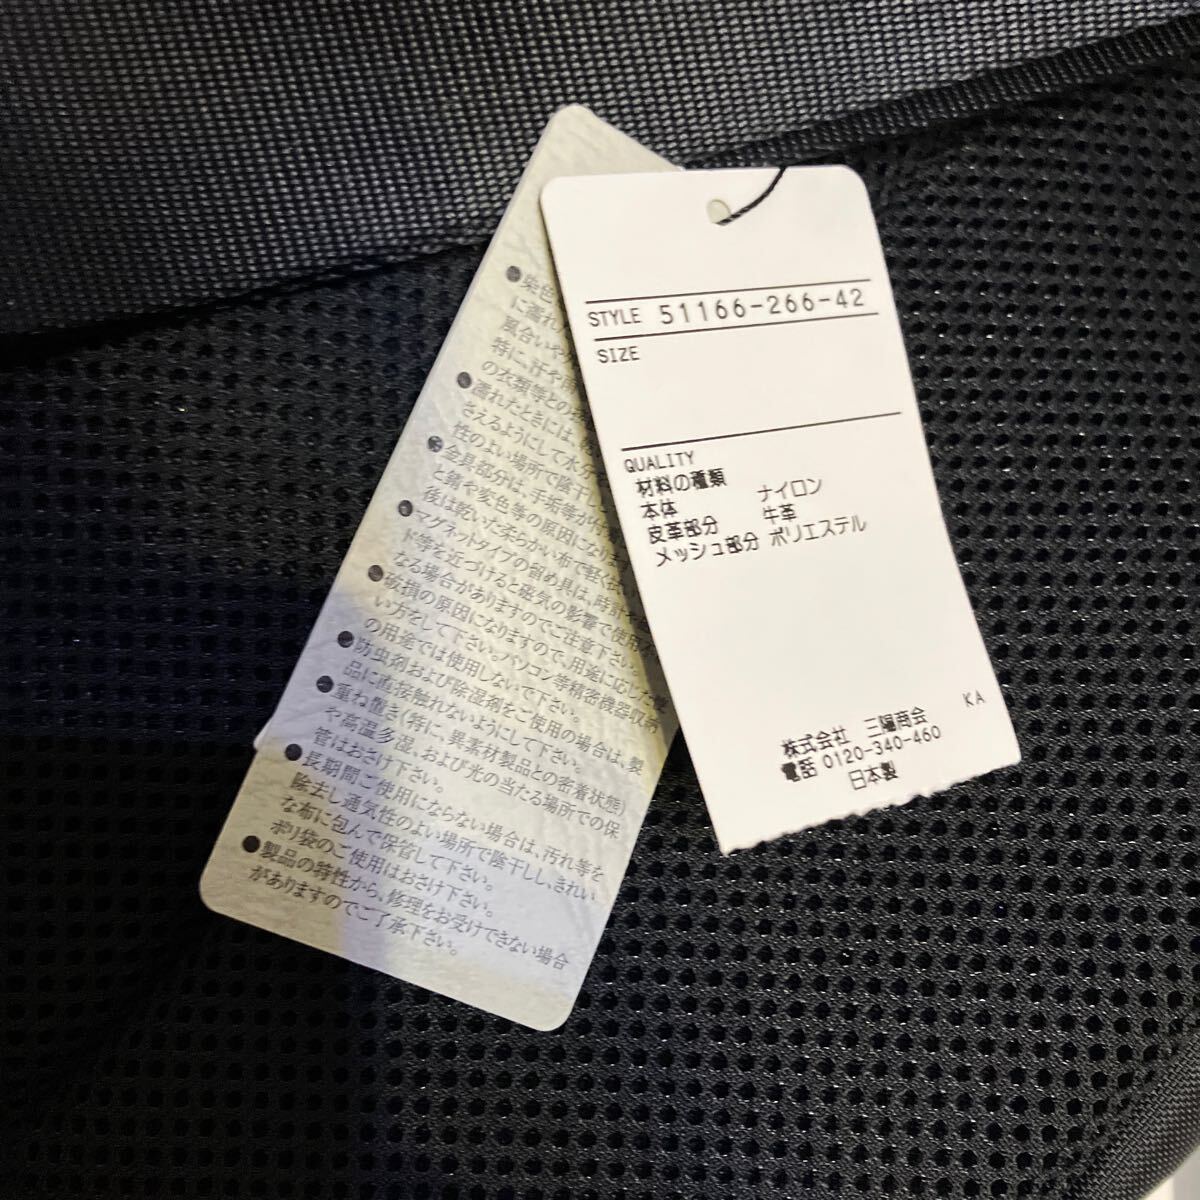 STYLE 51166-266-42
SIZE
QUALITY
材料の種類
本体 ナイロン
皮革部分 牛革
メッシュ部分 ポリエステル
KA
株式会社 三陽商会
電話 0120-340-460
日本製
●染色
に濡れ
風合いや
特に、汗や雨
の衣類等との
●濡れたときには、
さえるようにして水分
性のよい場所で陰干し
●金具部分は、手垢等が付
と錆や変色等の原因になりま
後は乾いた柔らかい布で軽く
●マグネットタイプの留め具は、時計
ド等を近づけると磁気の影響で使用
なる場合がありますのでご注意下さい。
●破損の原因になりますので、用途に応じた使
い方をして下さい。パソコン等精密機器収納
の用途では使用しないで下さい。
●防虫剤および除湿剤をご使用の場合は、製
品に直接触れないようにして下さい。
●重ね置き(特に、異素材製品との密着状態)
や高温多湿、および光の当たる場所での保
管はおさけ下さい。
●長期間ご使用にならない場合は、汚れ等を
除去し通気性のよい場所で陰干しし、きれい
な布に包んで保管して下さい。
ポリ袋のご使用はおさけ下さい。
●製品の特性から、修理をお受けできない場合
がありますのでご了承下さい。